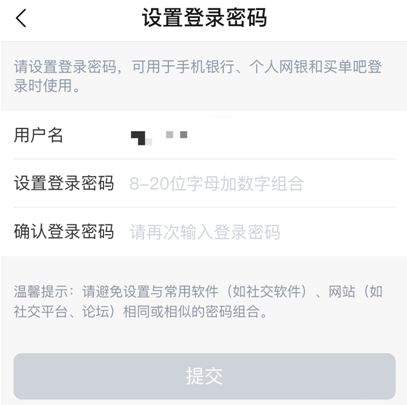 设置登录密码
请设置登录密码，可用于手机银行、个人网银和买单吧登
录时使用。
用户名
设置登录密码 8-20位字母加数字组合
确认登录密码 请再次输入登录密码
温馨提示：请避免设置与常用软件（如社交软件）、网站（如
社交平台、论坛）相同或相似的密码组合。
提交